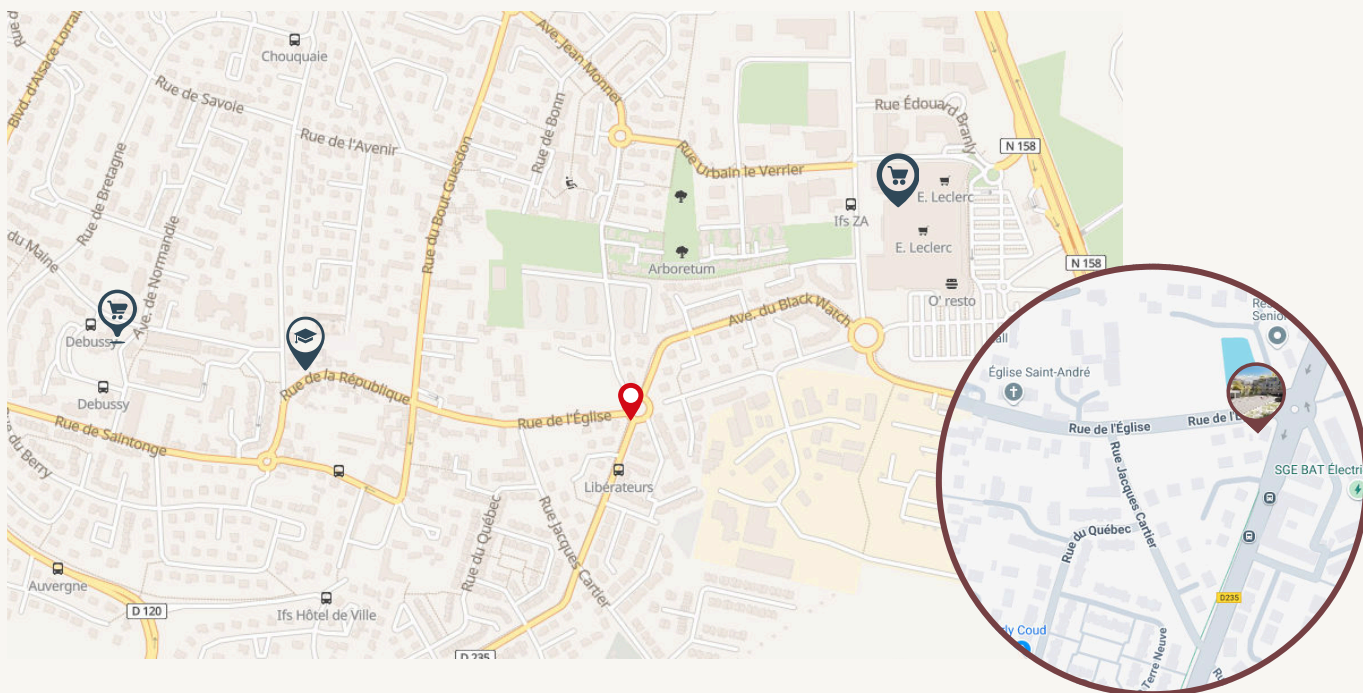 Blvd. d'Alsace Lorrai
Rue d
Chouquaie
Ave. Jean Monnet
Rue de Savoie
Rue de l'Avenir
Rue de Bonn
Rue Édouard Branly
N 158
Rue Urbain le Verrier
Rue de Bretagne
Rue du Bout Guesdon
E. Leclerc
Ifs ZA
du Maine
Ave. de Normandie
E. Leclerc
N 158
Arboretum
O' resto
Ave. du Black Watch
Debussy
Rue de la République
Debussy
Rue de l'Église
Rue de Saintonge
du Berry
Libérateurs
Rue du Québec
Rue Jacques Cartier
Auvergne
D 120
Ifs Hôtel de Ville
D 235
Senior
all
Église Saint-André
Rue de l'Église
Rue de l'É
Rue Jacques Cartier
SGE BAT Électri
Rue du Québec
D235
ly Coud
Terre Neuve
Ru